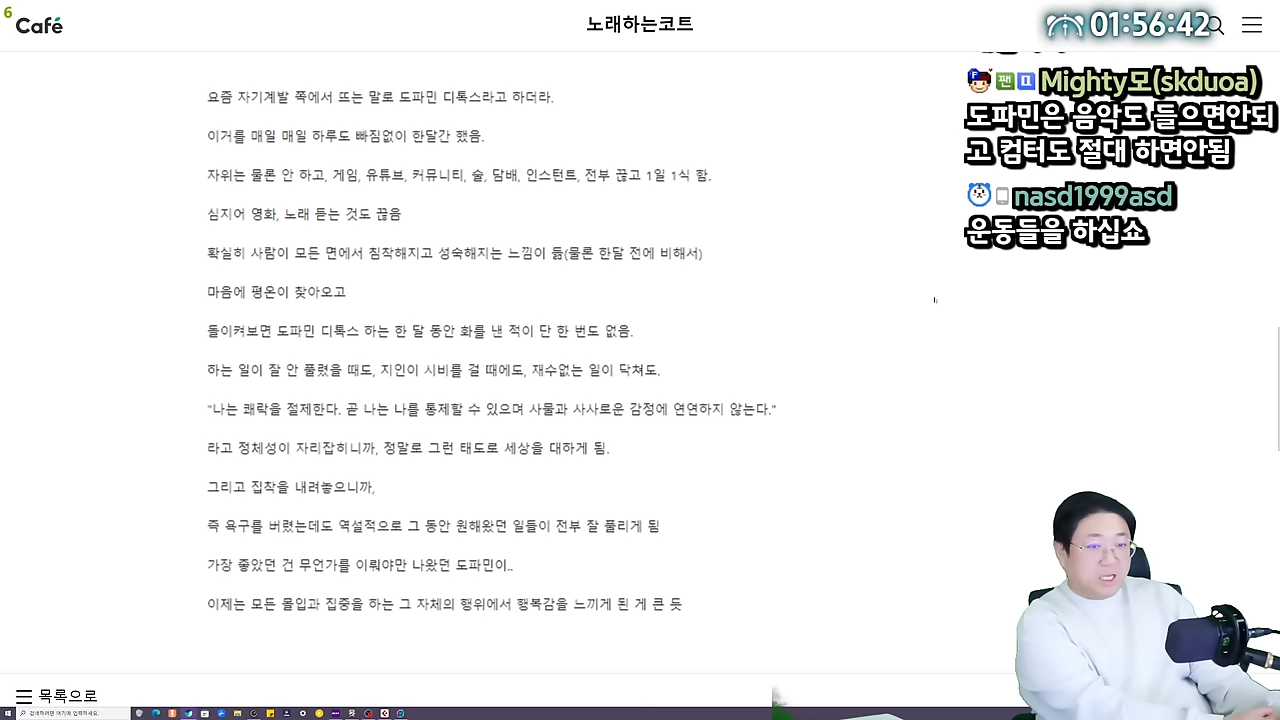 6
Café
노래하는코트
01:56:42
요즘 자기계발 쪽에서 뜨는 말로 도파민 디톡스라고 하더라.
이거를 매일 매일 하루도 빠짐없이 한달간 했음.
자위는 물론 안 하고, 게임, 유튜브, 커뮤니티, 술, 담배, 인스턴트, 전부 끊고 1일 1식 함.
심지어 영화, 노래 듣는 것도 끊음
확실히 사람이 모든 면에서 침착해지고 성숙해지는 느낌이 듦(물론 한달 전에 비해서)
마음에 평온이 찾아오고
돌이켜보면 도파민 디톡스 하는 한 달 동안 화를 낸 적이 단 한 번도 없음.
하는 일이 잘 안 풀렸을 때도, 지인이 시비를 걸 때에도, 재수없는 일이 닥쳐도.
"나는 쾌락을 절제한다. 곧 나는 나를 통제할 수 있으며 사물과 사사로운 감정에 연연하지 않는다."
라고 정체성이 자리잡히니까, 정말로 그런 태도로 세상을 대하게 됨.
그리고 집착을 내려놓으니까,
즉 욕구를 버렸는데도 역설적으로 그 동안 원해왔던 일들이 전부 잘 풀리게 됨
가장 좋았던 건 무언가를 이뤄야만 나왔던 도파민이..
이제는 모든 몰입과 집중을 하는 그 자체의 행위에서 행복감을 느끼게 된 게 큰 듯
팬 Mighty모(skduoa)
도파민은 음악도 들으면안되
고 컴터도 절대 하면안됨
nasd1999asd
운동들을 하십쇼
목록으로
검색하려면 여기에 입력하세요.